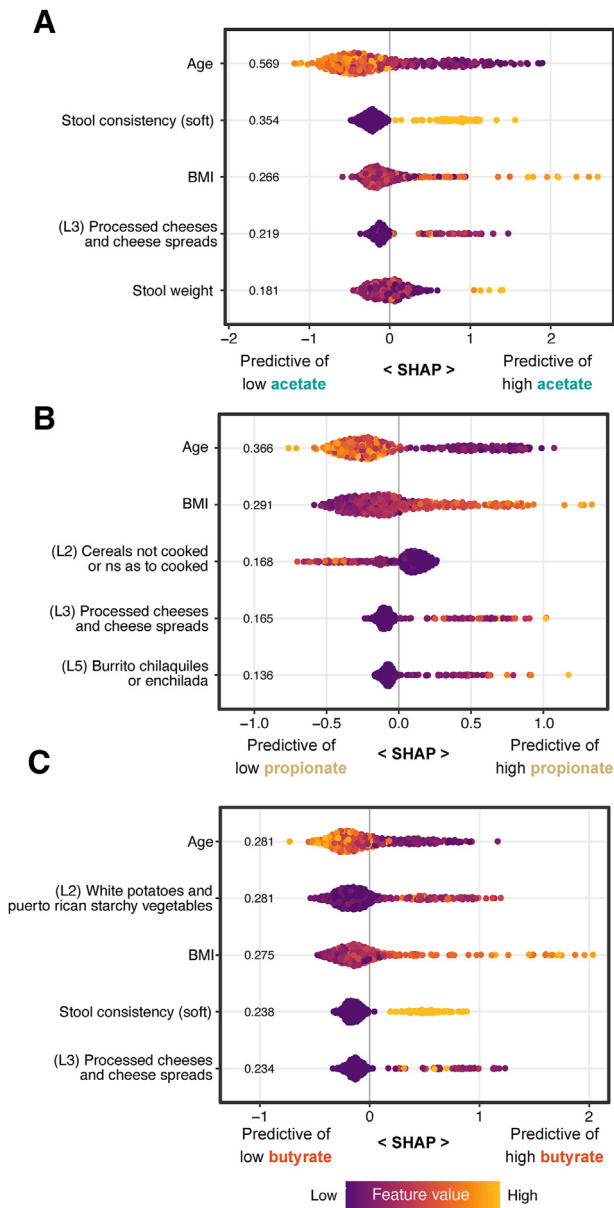 A
Age
0.569
Stool consistency (soft)
0.354
BMI
0.266
(L3) Processed cheeses
and cheese spreads
0.219
Stool weight
0.181
−2 −1 0 1 2
Predictive of
low acetate
< SHAP >
Predictive of
high acetate
B
Age
0.366
BMI
0.291
(L2) Cereals not cooked
or ns as to cooked
0.168
(L3) Processed cheeses
and cheese spreads
0.165
(L5) Burrito chilaquiles
or enchilada
0.136
−1.0 −0.5 0.0 0.5 1.0
Predictive of
low propionate
< SHAP >
Predictive of
high propionate
C
Age
0.281
(L2) White potatoes and
puerto rican starchy vegetables
0.281
BMI
0.275
Stool consistency (soft)
0.238
(L3) Processed cheeses
and cheese spreads
0.234
−1 0 1 2
Predictive of
low butyrate
< SHAP >
Predictive of
high butyrate
Low Feature value High